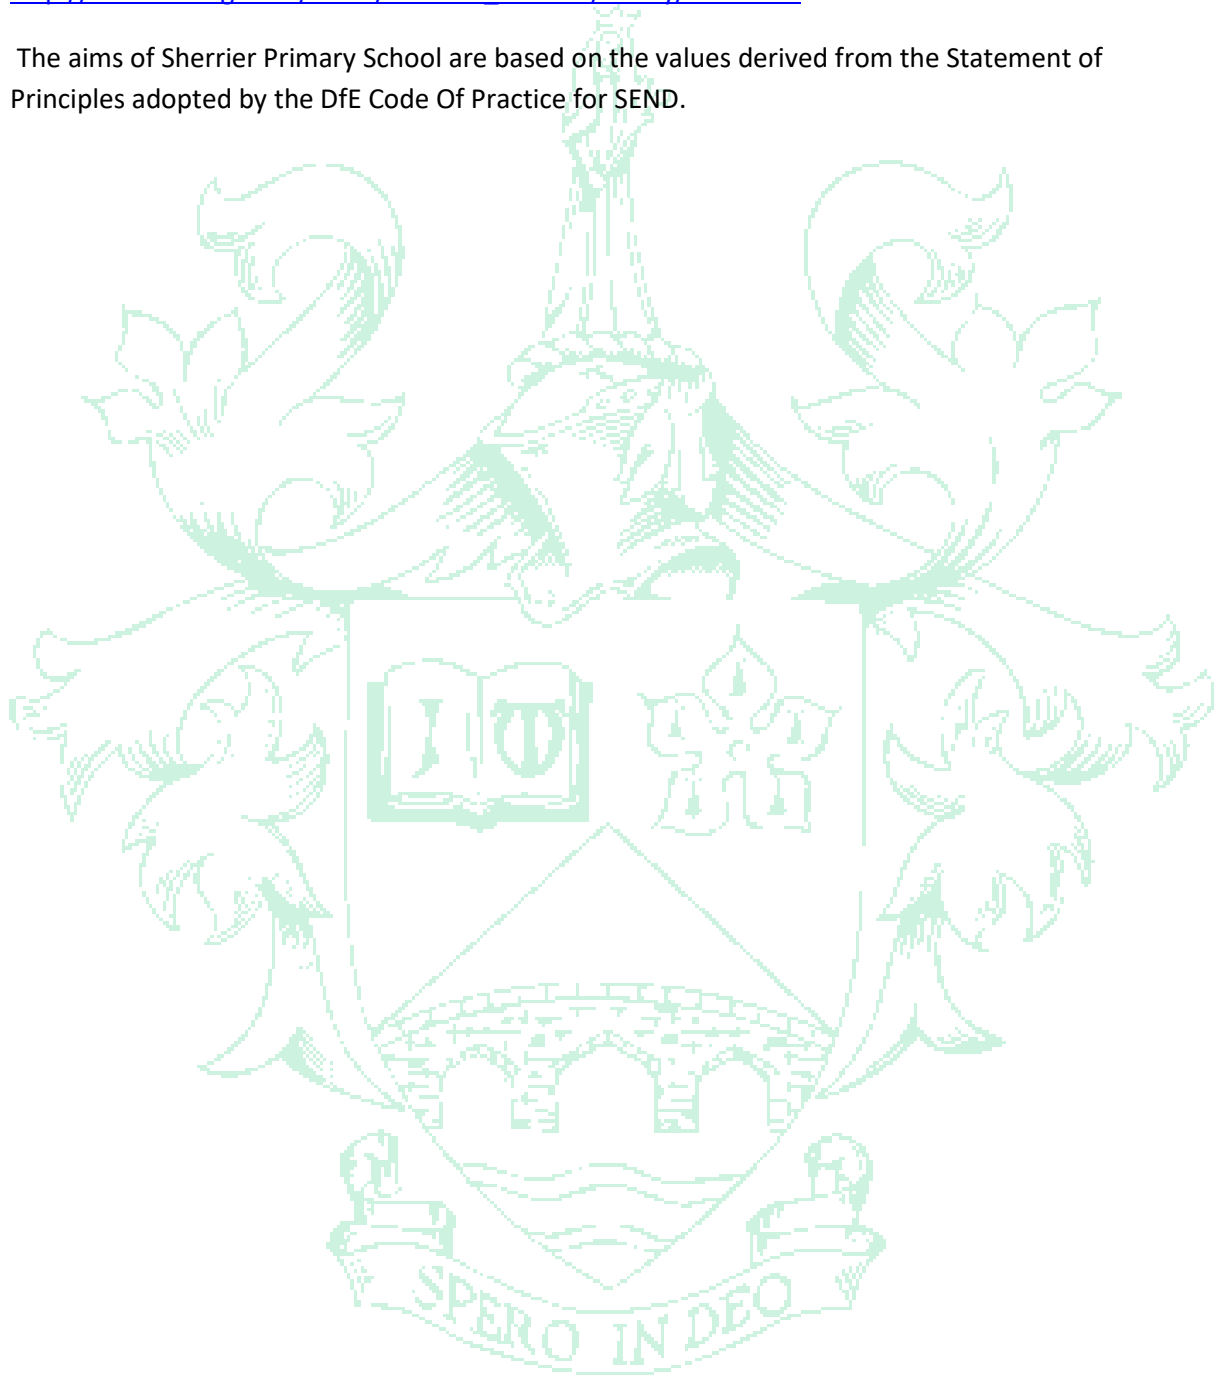 The aims of Sherrier Primary School are based on the values derived from the Statement of
Principles adopted by the DfE Code Of Practice for SEND.
SPERO IN DEO